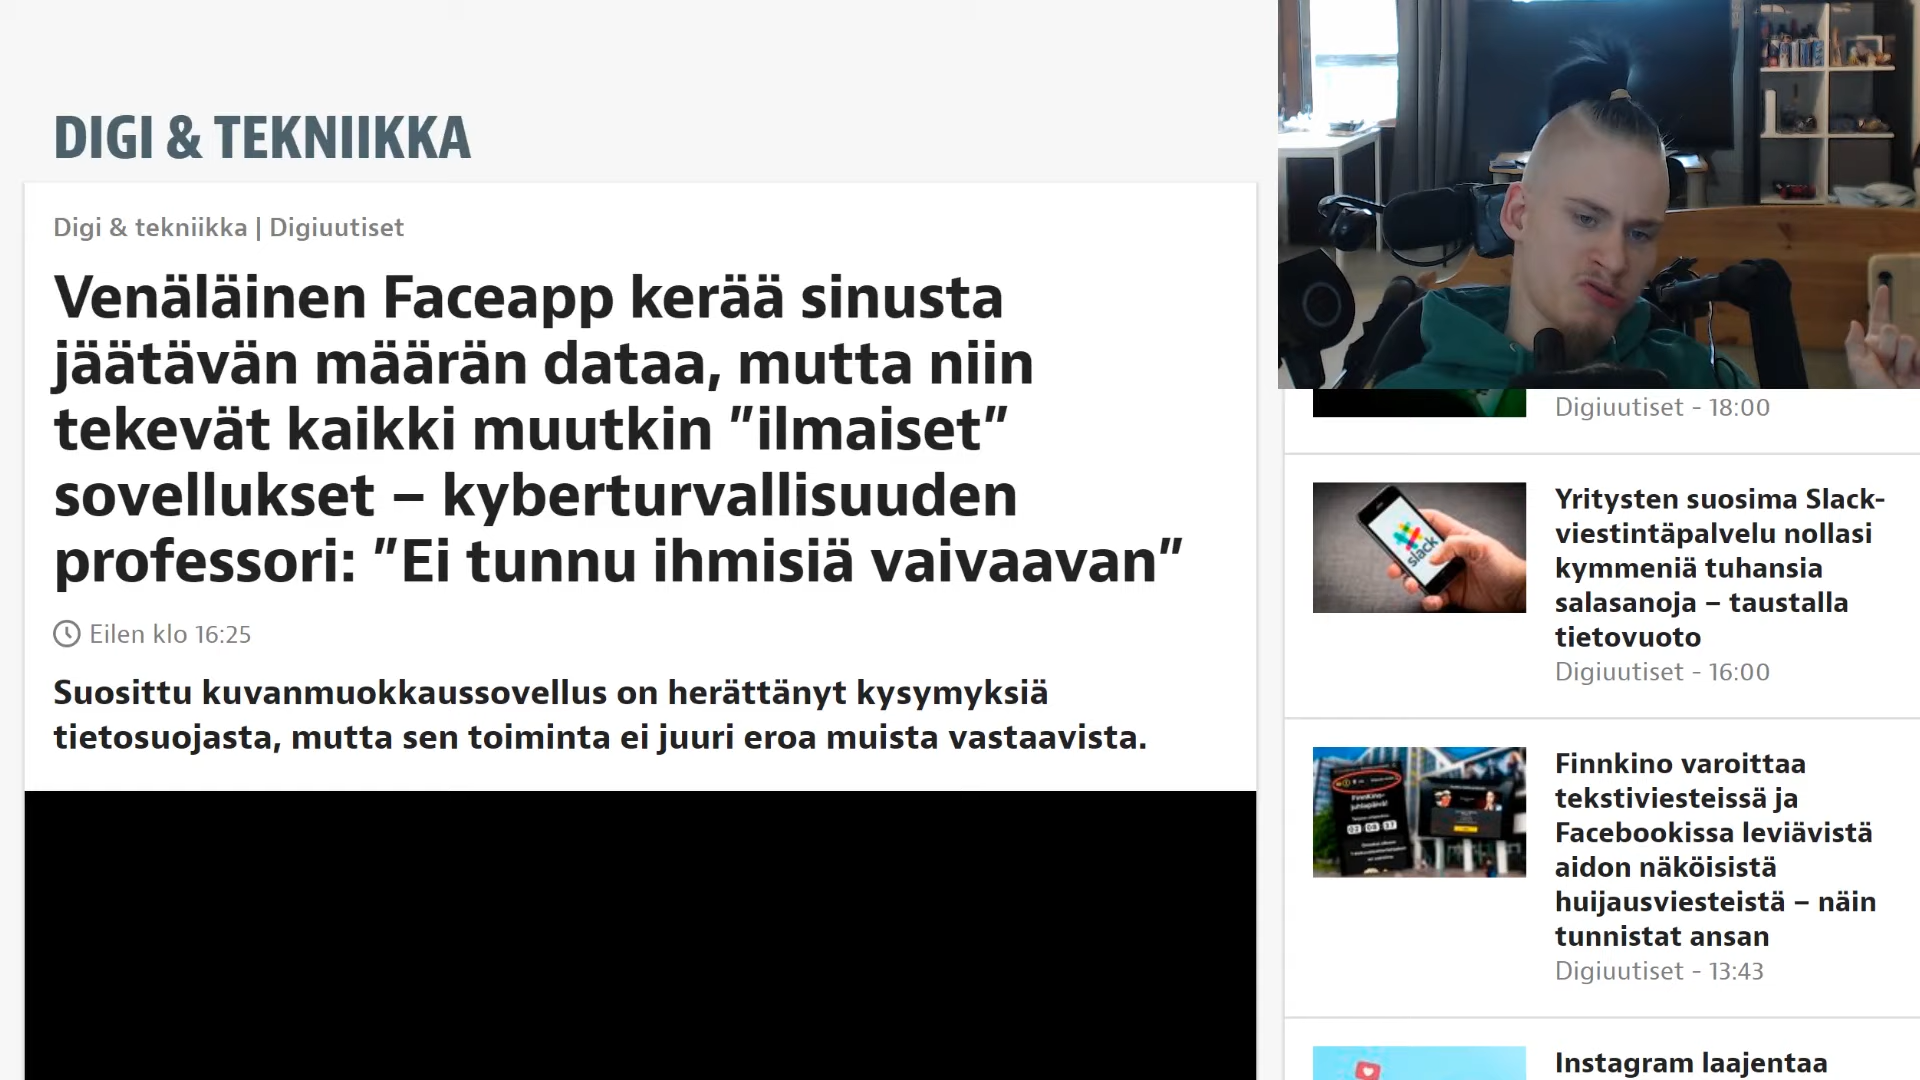 DIGI & TEKNIIKKA
Digi & tekniikka | Digiuutiset
Venäläinen Faceapp kerää sinusta
jäätävän määrän dataa, mutta niin
tekevät kaikki muutkin ”ilmaiset”
sovellukset – kyberturvallisuuden
professori: ”Ei tunnu ihmisiä vaivaavan”
Eilen klo 16:25
Suosittu kuvanmuokkaussovellus on herättänyt kysymyksiä
tietosuojasta, mutta sen toiminta ei juuri eroa muista vastaavista.
Digiuutiset - 18:00
slack
Yritysten suosima Slack-
viestintäpalvelu nollasi
kymmeniä tuhansia
salasanoja – taustalla
tietovuoto
Digiuutiset - 16:00
Finnkino varoittaa
tekstiviesteissä ja
Facebookissa leviävistä
aidon näköisistä
huijausviesteistä – näin
tunnistat ansan
Digiuutiset - 13:43
Instagram laajentaa